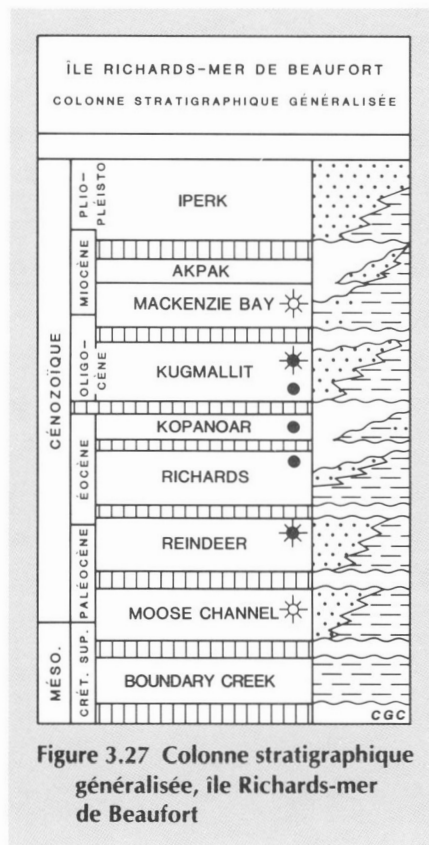 ÎLE RICHARDS-MER DE BEAUFORT
COLONNE STRATIGRAPHIQUE GÉNÉRALISÉE
CÉNOZOÏQUE
PLIO-
PLÉISTO
IPERK
MIOCÈNE
AKPAK
MACKENZIE BAY
OLIGO-
CÈNE
KUGMALLIT
ÉOCÈNE
KOPANOAR
RICHARDS
PALÉOCÈNE
REINDEER
MOOSE CHANNEL
MÉSO.
CRÉT. SUP.
BOUNDARY CREEK
CGC
Figure 3.27 Colonne stratigraphique
généralisée, île Richards-mer
de Beaufort